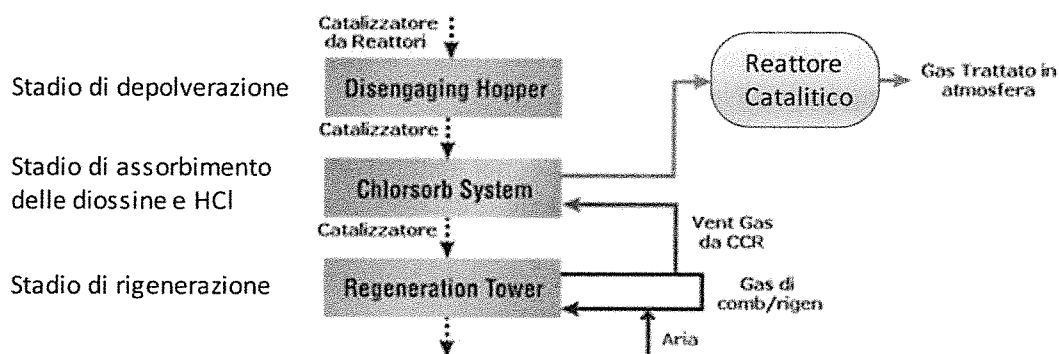 Catalizzatore
da Reattori
Stadio di depolverazione
Disengaging Hopper
Reattore
Catalitico
Gas Trattato in
atmosfera
Catalizzatore
Stadio di assorbimento
delle diossine e HCl
Chlorsorb System
Catalizzatore
Vent Gas
da CCR
Stadio di rigenerazione
Regeneration Tower
Gas di
comb/rigen
Aria